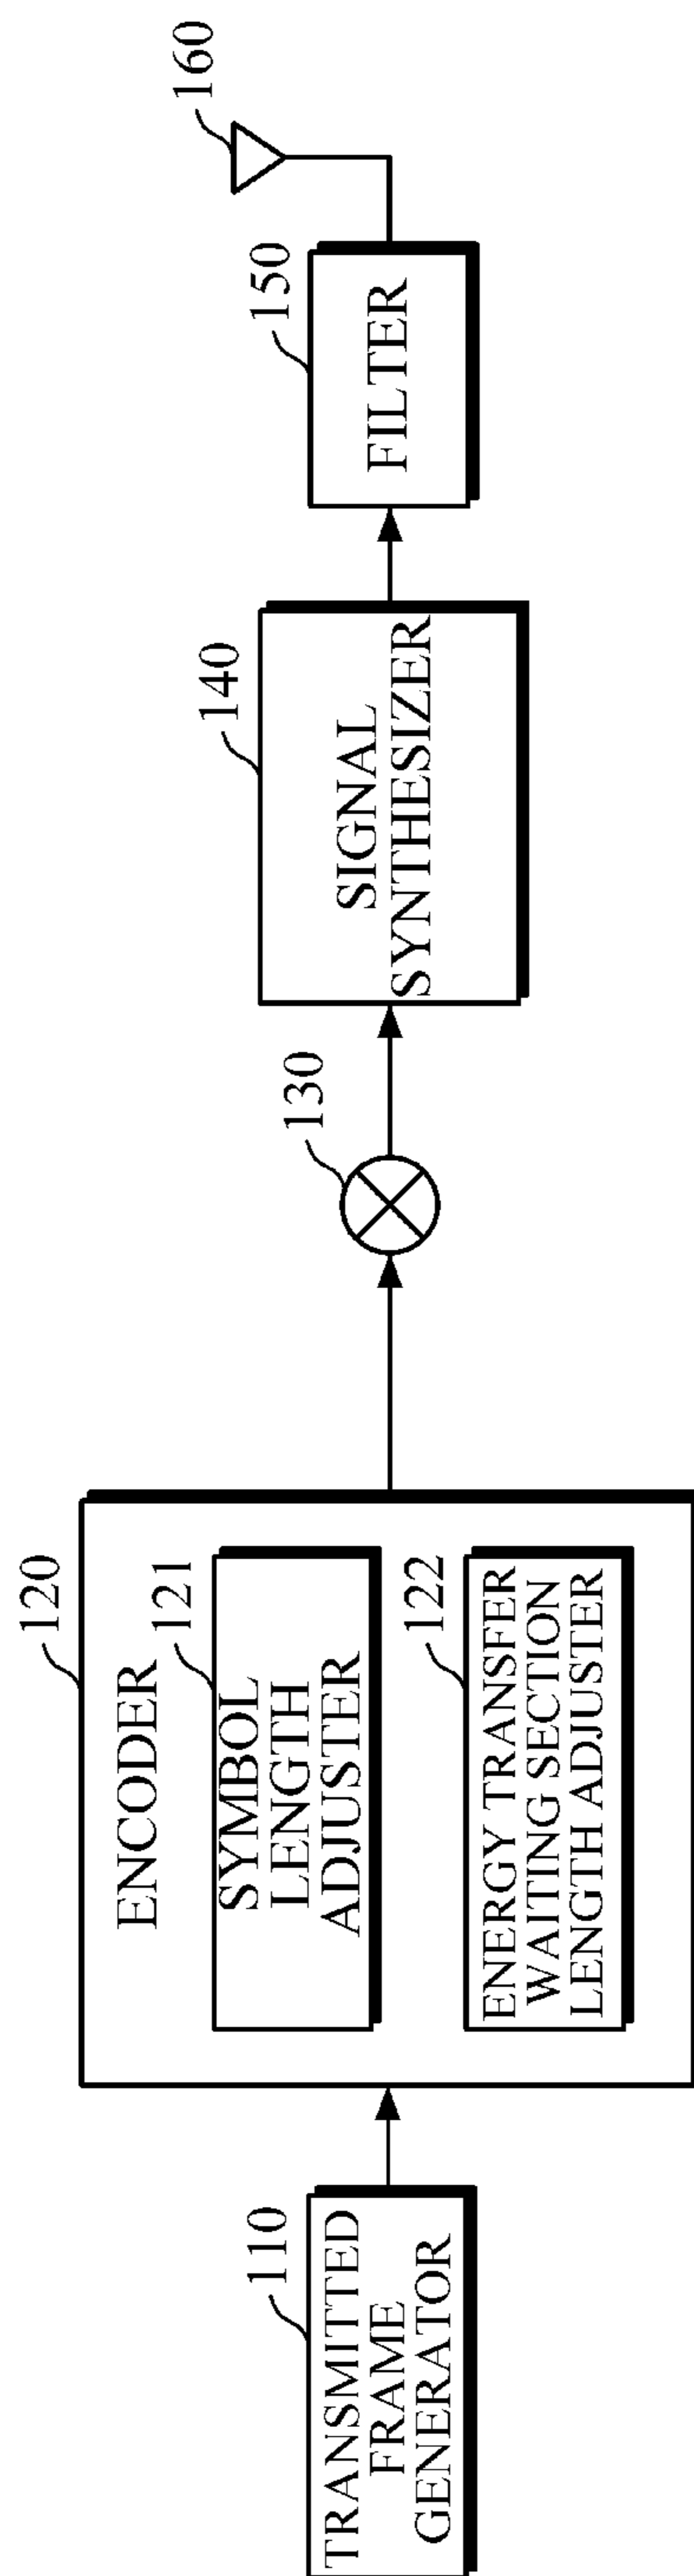 110
TRANSMITTED
FRAME
GENERATOR
120
ENCODER
121
SYMBOL
LENGTH
ADJUSTER
122
ENERGY TRANSFER
WAITING SECTION
LENGTH ADJUSTER
130
140
SIGNAL
SYNTHESIZER
150
FILTER
160